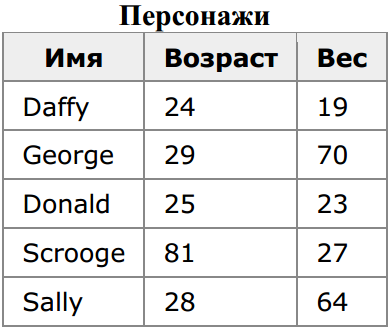 Персонажи
Имя Возраст Вес
Daffy 24 19
George 29 70
Donald 25 23
Scrooge 81 27
Sally 28 64